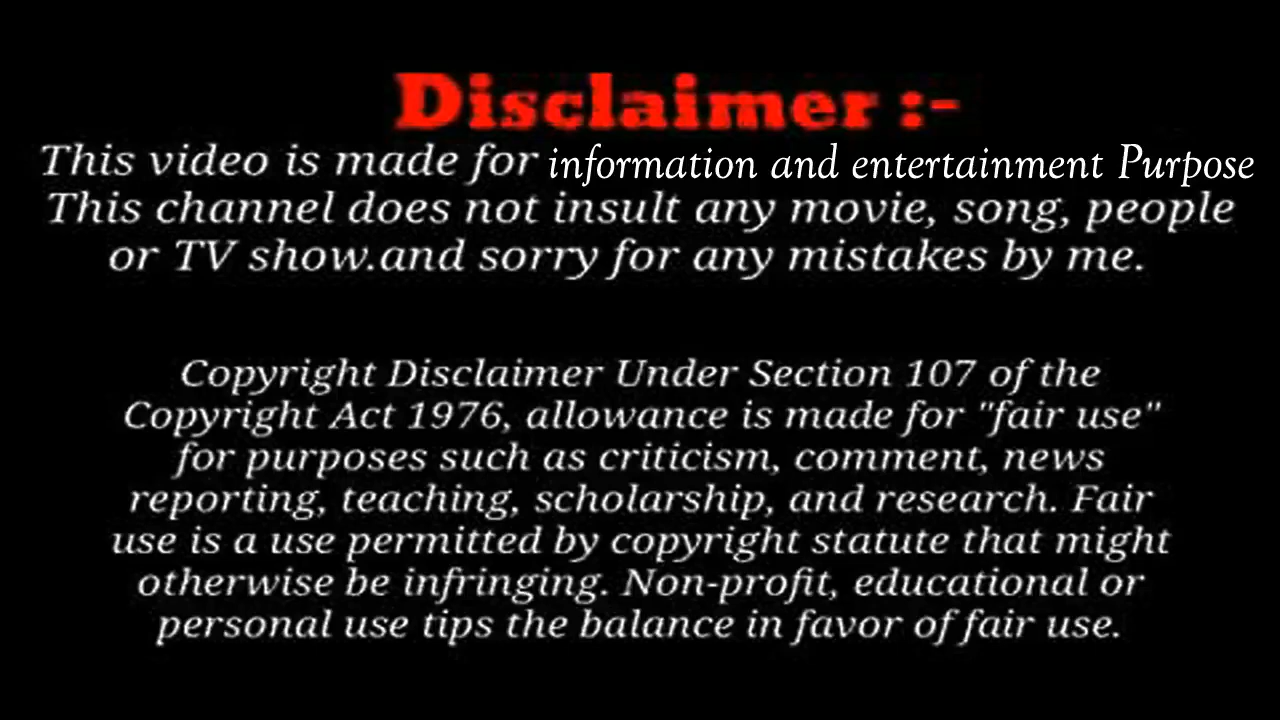 Disclaimer :-
This video is made for information and entertainment Purpose
This channel does not insult any movie, song, people
or TV show.and sorry for any mistakes by me.
Copyright Disclaimer Under Section 107 of the
Copyright Act 1976, allowance is made for "fair use"
for purposes such as criticism, comment, news
reporting, teaching, scholarship, and research. Fair
use is a use permitted by copyright statute that might
otherwise be infringing. Non-profit, educational or
personal use tips the balance in favor of fair use.